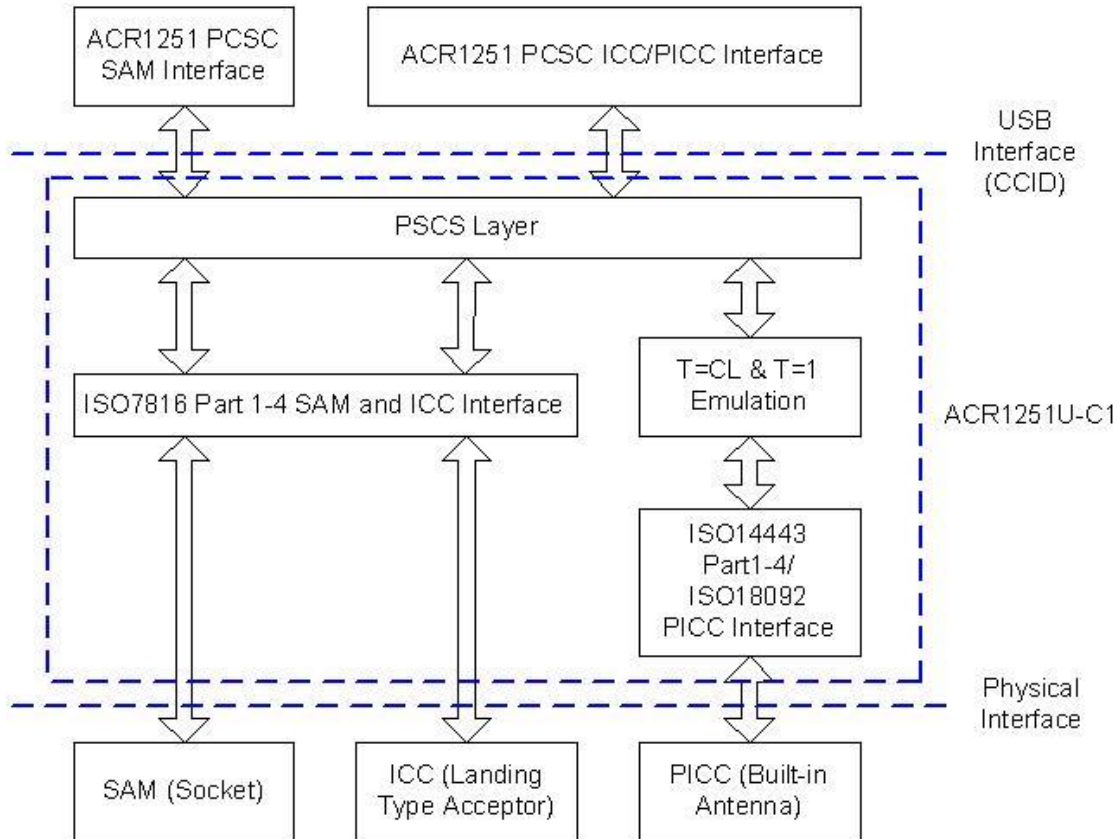 ACR1251 PCSC
SAM Interface
ACR1251 PCSC ICC/PICC Interface
USB
Interface
(CCID)
PSCS Layer
ISO7816 Part 1-4 SAM and ICC Interface
T=CL & T=1
Emulation
ACR1251U-C1
ISO14443
Part1-4/
ISO18092
PICC Interface
Physical
Interface
SAM (Socket)
ICC (Landing
Type Acceptor)
PICC (Built-in
Antenna)